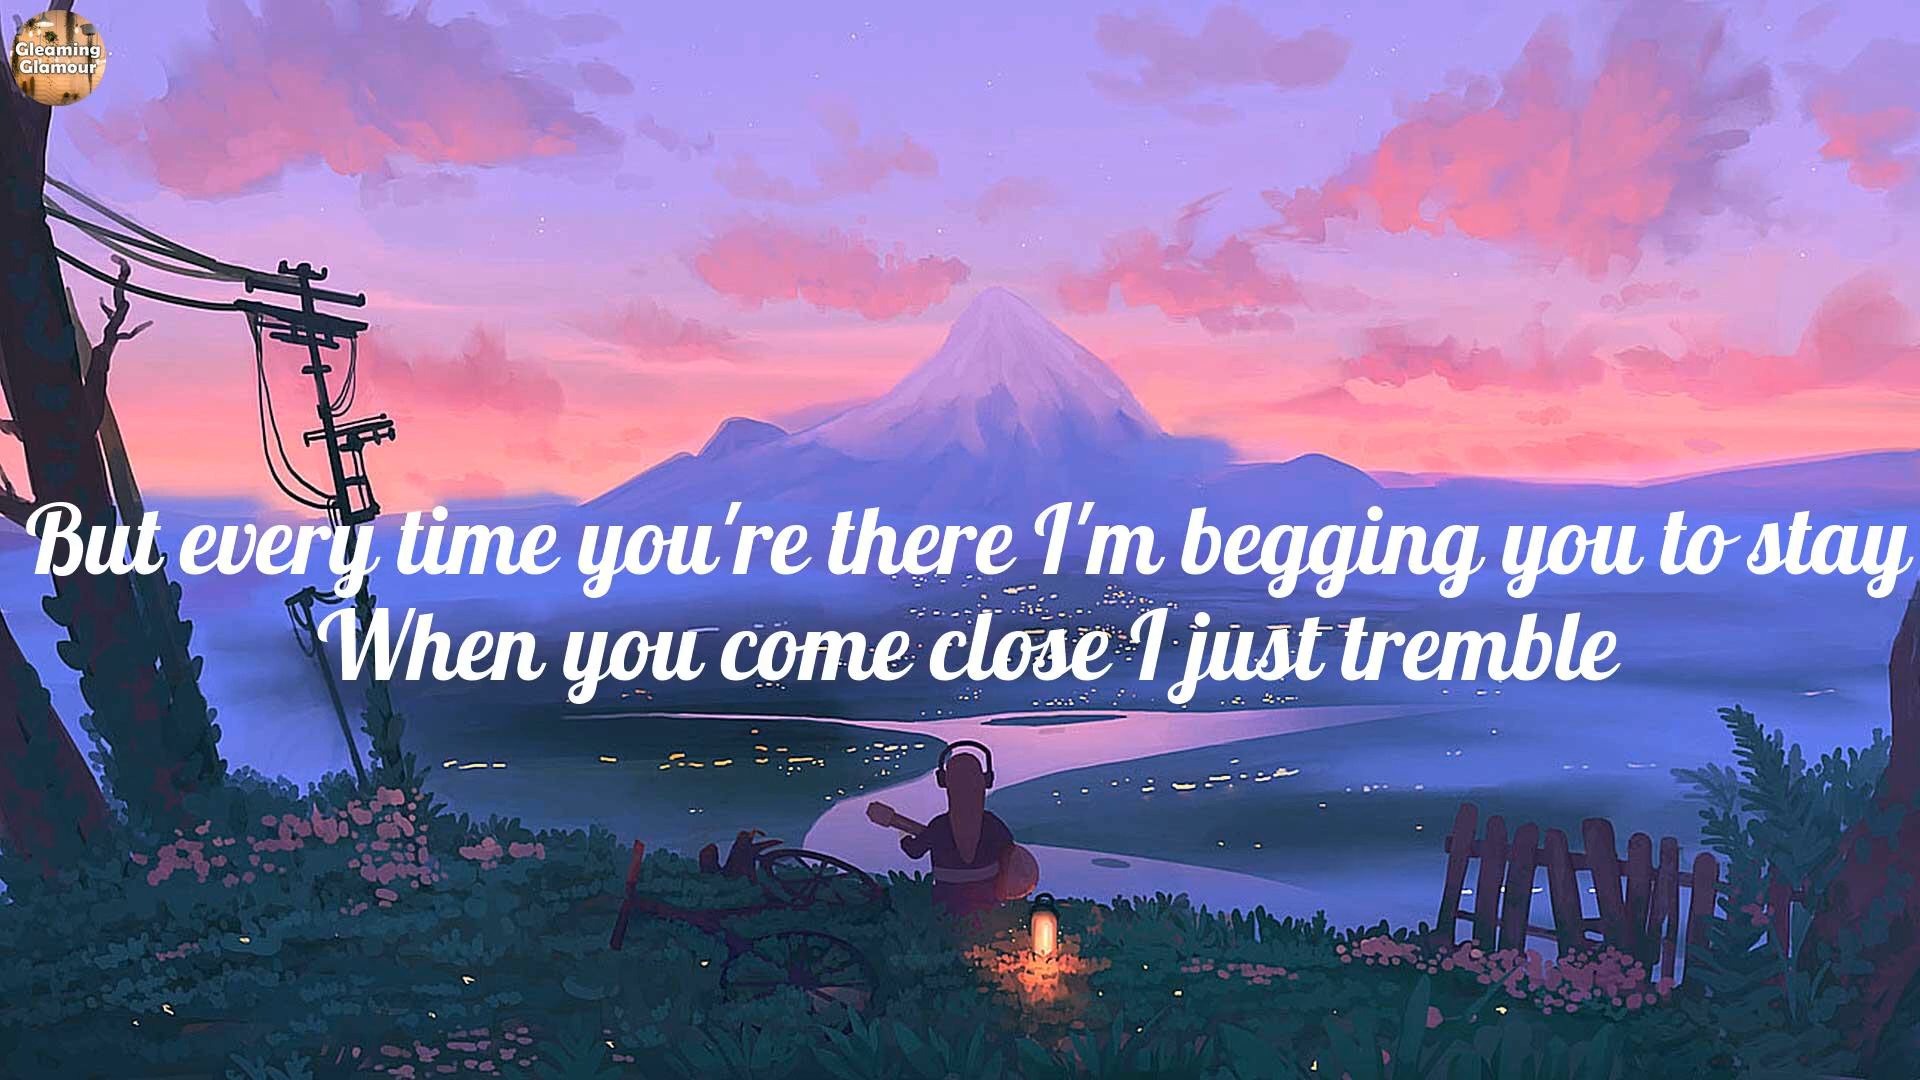 Gleaming
Glamour
But every time you're there I'm begging you to stay
When you come close I just tremble